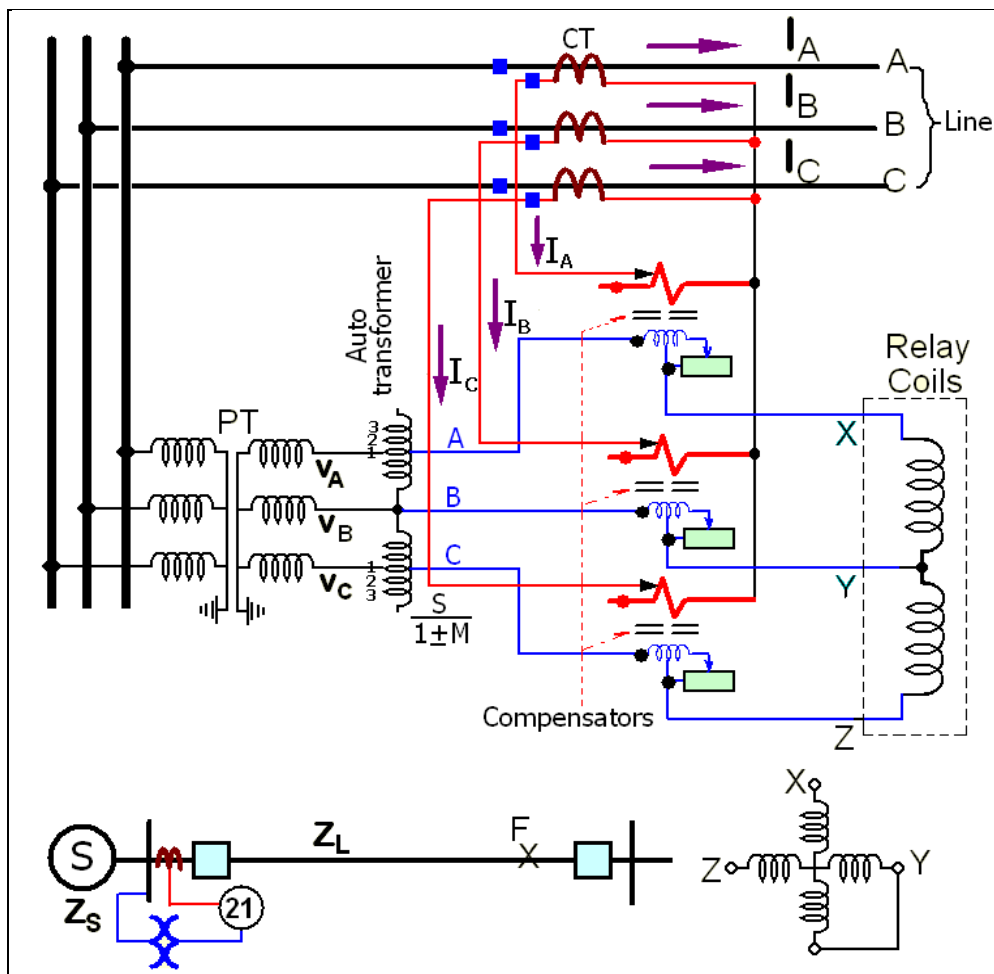 CT
I A
A
I B
B
Line
I C
C
I A
I B
I C
Auto
transformer
Relay
Coils
PT
3
2
1
A
X
V A
B
V B
C
Y
V C
1
2
3
S
1±M
Compensators
Z
S
Z L
F
X
Z S
21
X
Z
Y